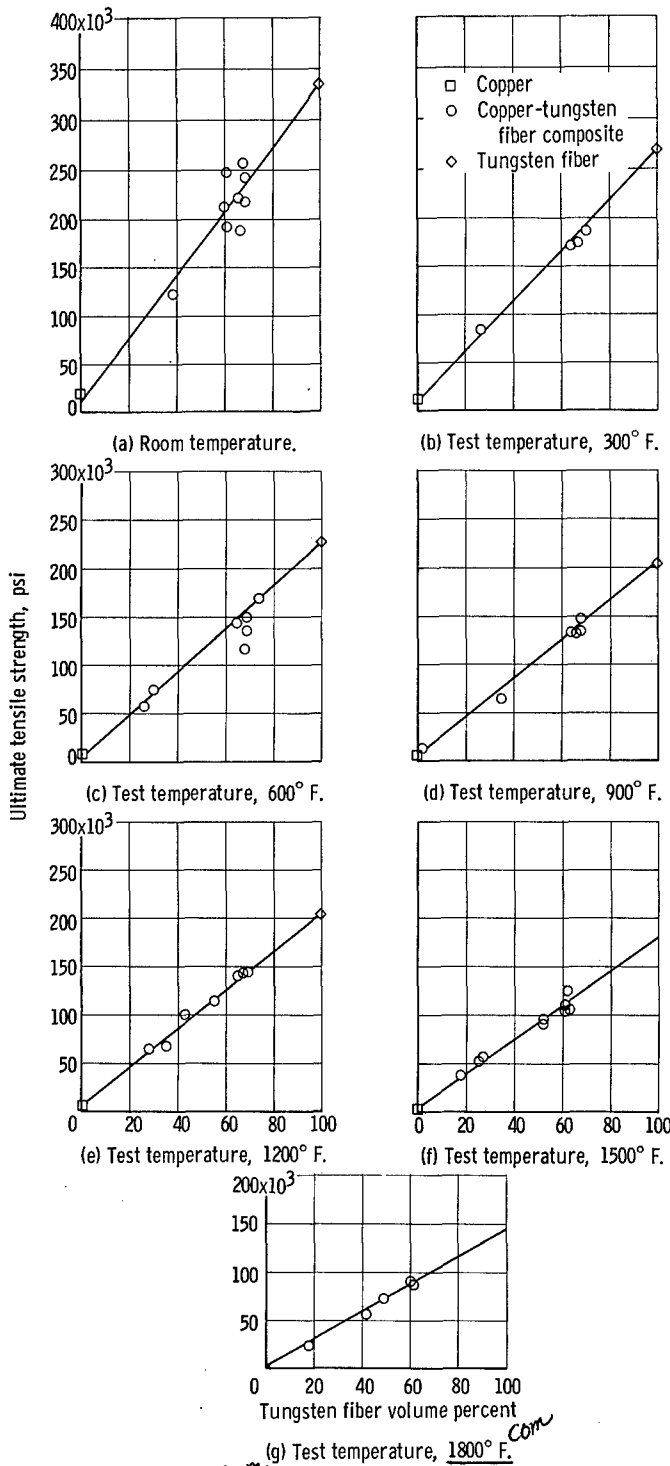 400x10³
350
300
250
200
150
100
50
0
□ Copper
○ Copper-tungsten
fiber composite
◇ Tungsten fiber
(a) Room temperature.
(b) Test temperature, 300° F.
Ultimate tensile strength, psi
300x10³
250
200
150
100
50
0
(c) Test temperature, 600° F.
(d) Test temperature, 900° F.
300x10³
250
200
150
100
50
0
0 20 40 60 80 100
0 20 40 60 80 100
(e) Test temperature, 1200° F.
(f) Test temperature, 1500° F.
200x10³
150
100
50
0
0 20 40 60 80 100
Tungsten fiber volume percent
com
(g) Test temperature, 1800° F.